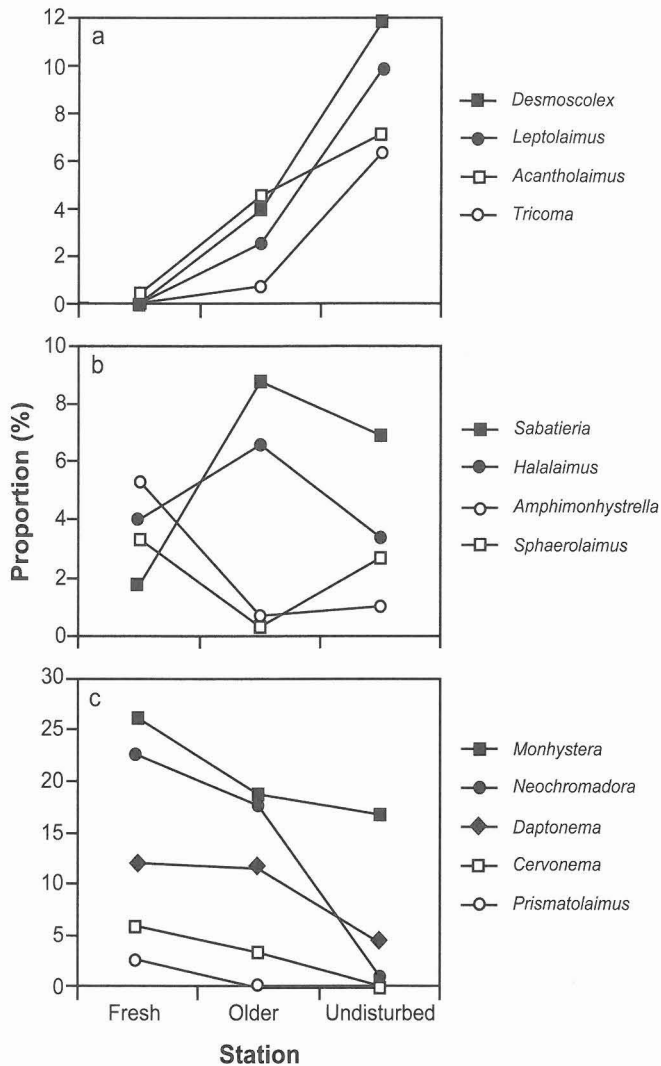 a
12
10
8
6
4
2
0
Desmoscolex
Leptolaimus
Acantholaimus
Tricoma
b
10
8
6
4
2
0
Sabatieria
Halalaimus
Amphimonhystrella
Sphaerolaimus
Proportion (%)
c
30
25
20
15
10
5
0
Monhystera
Neochromadora
Daptonema
Cervonema
Prismatolaimus
Fresh Older Undisturbed
Station